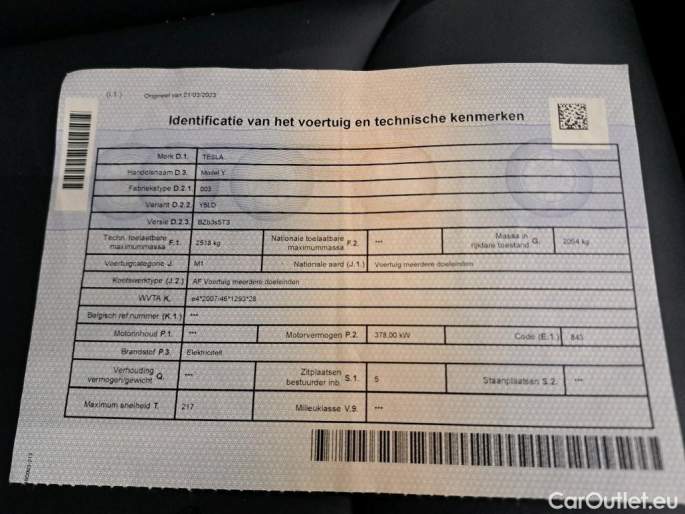 (I.1.) Origineel van 21/03/2023
Identificatie van het voertuig en technische kenmerken
Merk D.1. TESLA
Handelsnaam D.3. Model Y
Fabriekstype D.2.1. 003
Variant D.2.2. Y5LD
Versie D.2.3.
Techn. toelaatbare maximummassa F.1. 2518 kg Nationale toelaatbare maximummassa F.2. *** Massa in rijklare toestand G. 2054 kg
Voertuigcategorie J. M1 Nationale aard (J.1.) Voertuig meerdere doeleinden
Koetswerktype (J.2.) AF Voertuig meerdere doeleinden
WVTA K. e4*2007/46*1293*28
Belgisch ref.nummer (K.1.) ***
Motorinhoud P.1. *** Motorvermogen P.2. 378,00 kW Code (E.1.) 843
Brandstof P.3. Elektriciteit
Verhouding vermogen/gewicht Q. *** Zitplaatsen bestuurder inb. S.1. 5 Staanplaatsen S.2. ***
Maximum snelheid T. 217 Milieuklasse V.9. ***
CarOutlet.eu